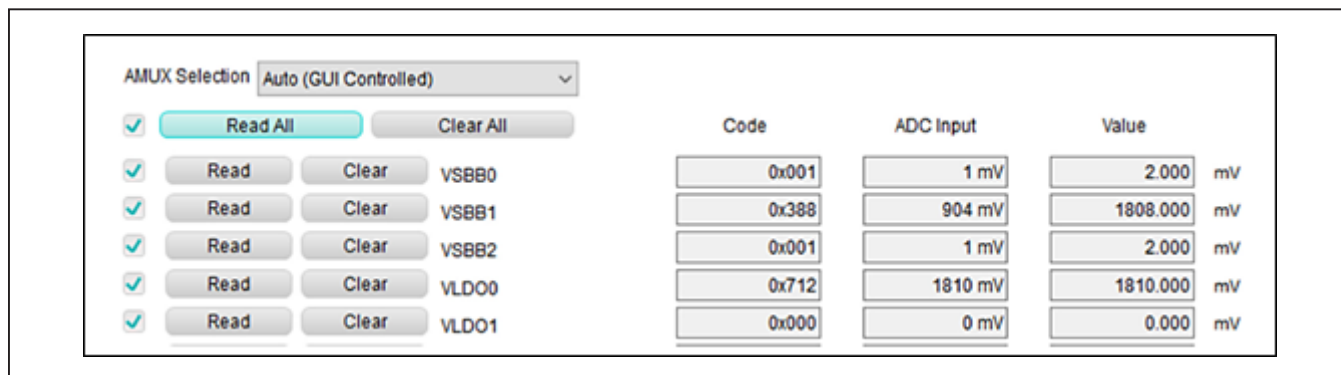 AMUX Selection Auto (GUI Controlled)
Read All Clear All Code ADC Input Value
Read Clear VSBB0 0x001 1 mV 2.000 mV
Read Clear VSBB1 0x388 904 mV 1808.000 mV
Read Clear VSBB2 0x001 1 mV 2.000 mV
Read Clear VLDO0 0x712 1810 mV 1810.000 mV
Read Clear VLDO1 0x000 0 mV 0.000 mV